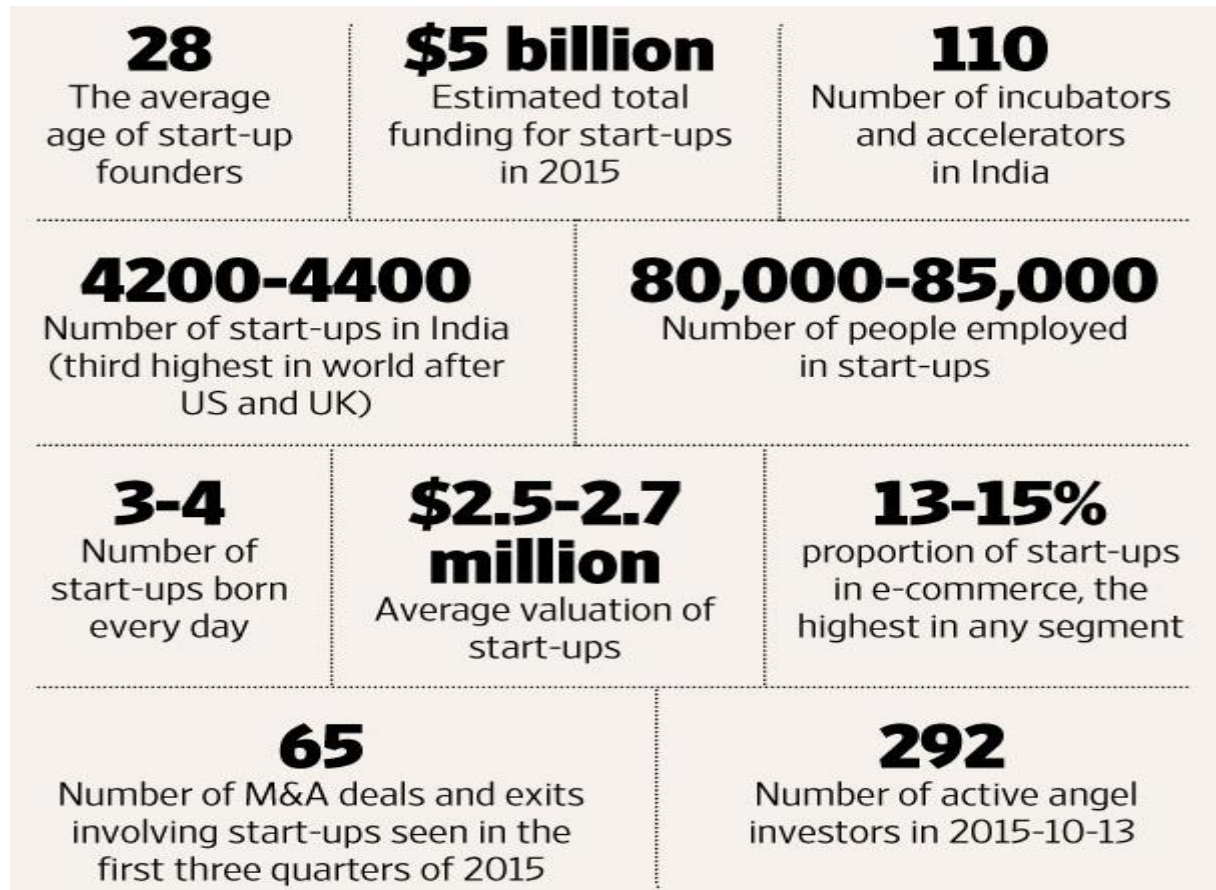 28
The average
age of start-up
founders
$5 billion
Estimated total
funding for start-ups
in 2015
110
Number of incubators
and accelerators
in India
4200-4400
Number of start-ups in India
(third highest in world after
US and UK)
80,000-85,000
Number of people employed
in start-ups
3-4
Number of
start-ups born
every day
$2.5-2.7
million
Average valuation of
start-ups
13-15%
proportion of start-ups
in e-commerce, the
highest in any segment
65
Number of M&A deals and exits
involving start-ups seen in the
first three quarters of 2015
292
Number of active angel
investors in 2015-10-13